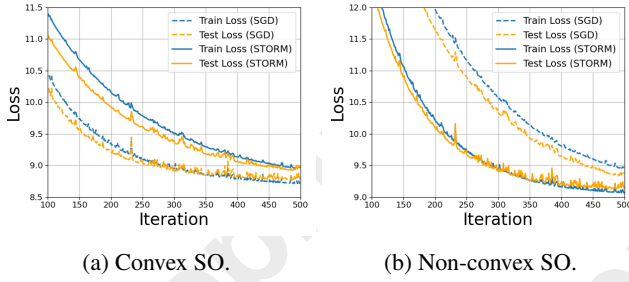 11.5
11.0
10.5
10.0
9.5
9.0
8.5
Loss
100 150 200 250 300 350 400 450 500
Iteration
Train Loss (SGD)
Test Loss (SGD)
Train Loss (STORM)
Test Loss (STORM)
(a) Convex SO.
12.0
11.5
11.0
10.5
10.0
9.5
9.0
Loss
100 150 200 250 300 350 400 450 500
Iteration
Train Loss (SGD)
Test Loss (SGD)
Train Loss (STORM)
Test Loss (STORM)
(b) Non-convex SO.